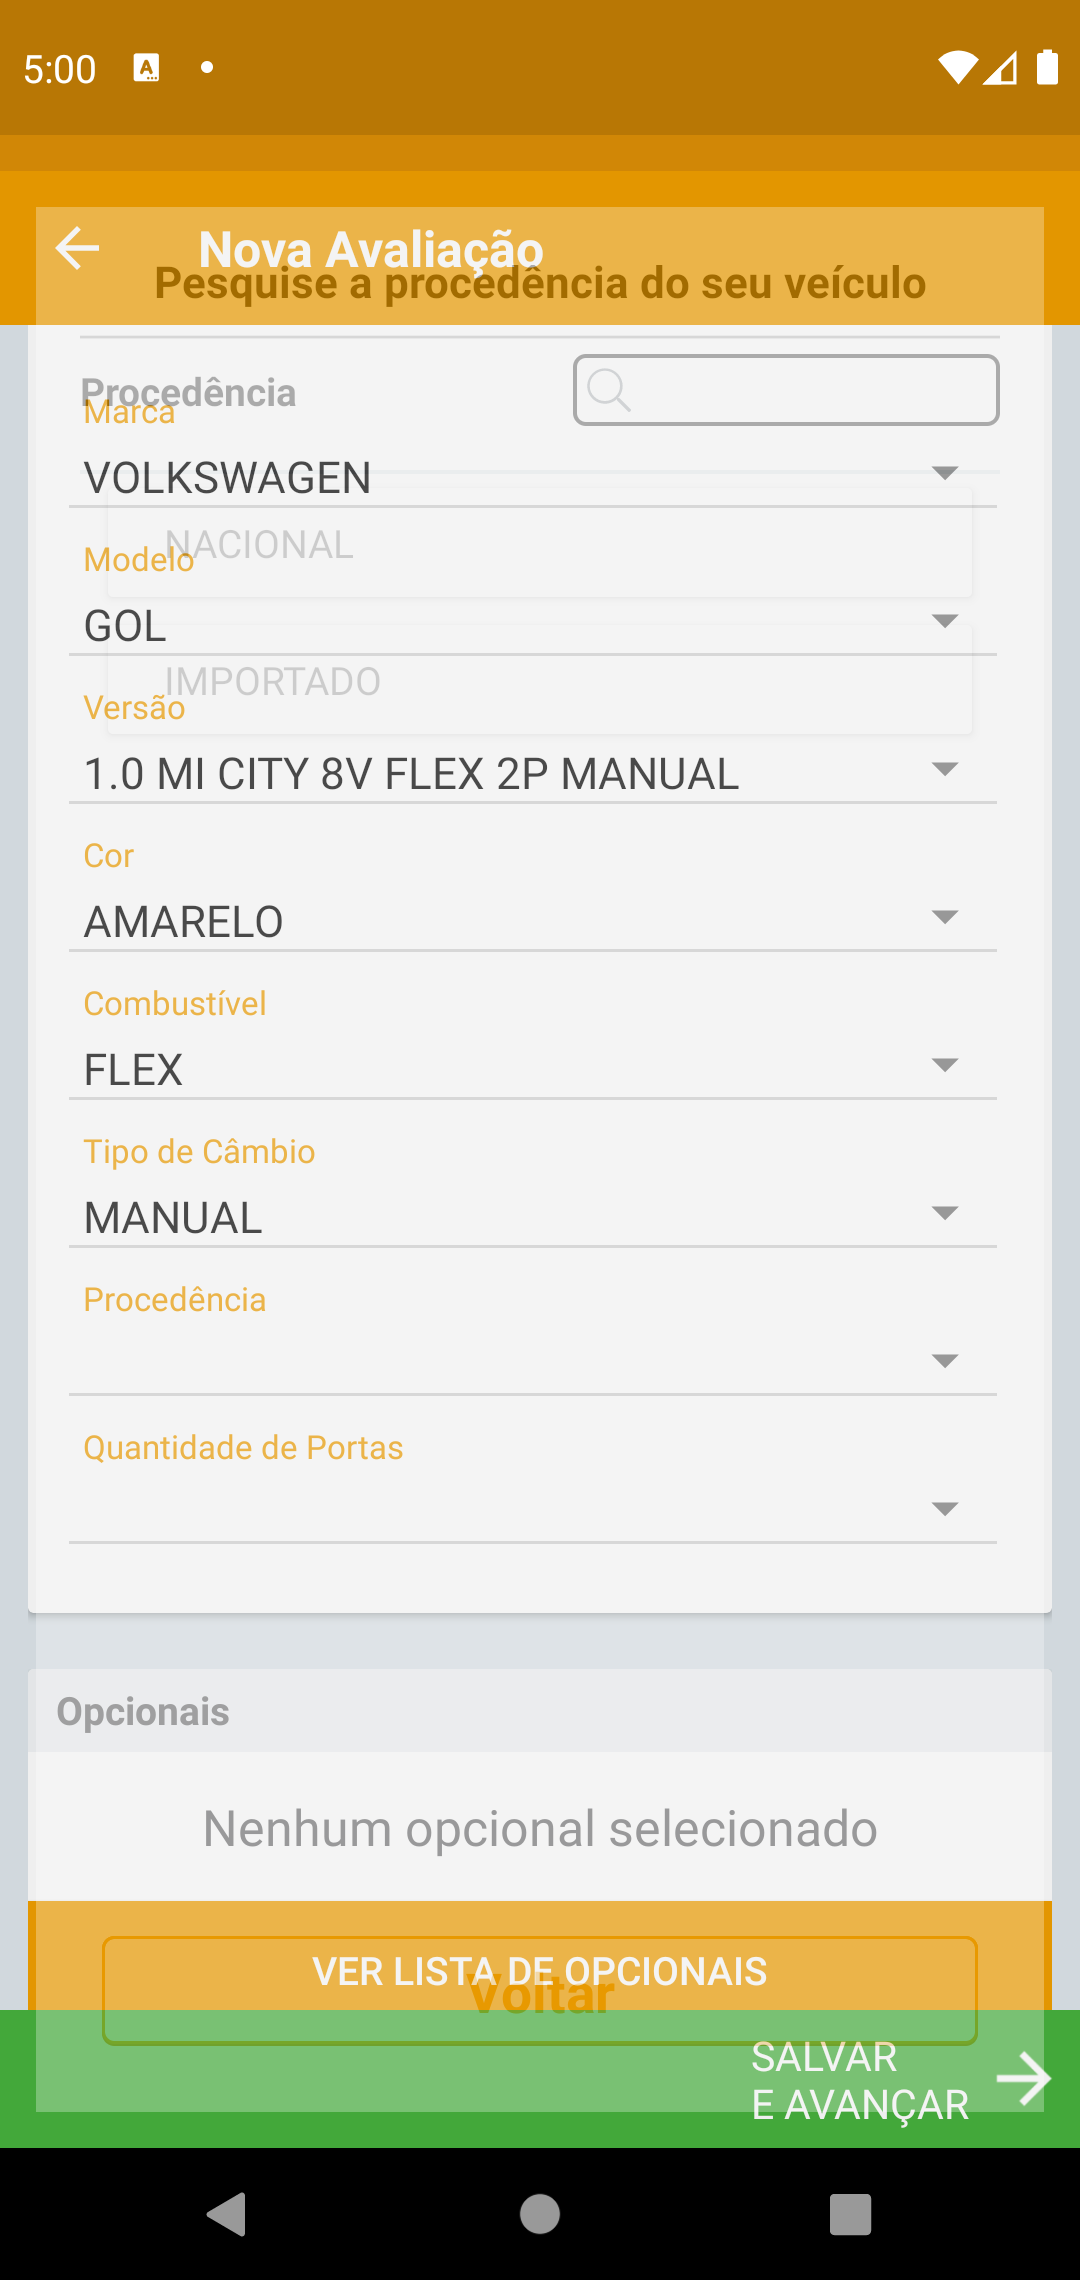 5:00
Nova Avaliação
Pesquise a procedência do seu veículo
Procedência
Marca
VOLKSWAGEN
NACIONAL
Modelo
GOL
IMPORTADO
Versão
1.0 MI CITY 8V FLEX 2P MANUAL
Cor
AMARELO
Combustível
FLEX
Tipo de Câmbio
MANUAL
Procedência
Quantidade de Portas
Opcionais
Nenhum opcional selecionado
VER LISTA DE OPCIONAIS
Voltar
SALVAR
E AVANÇAR